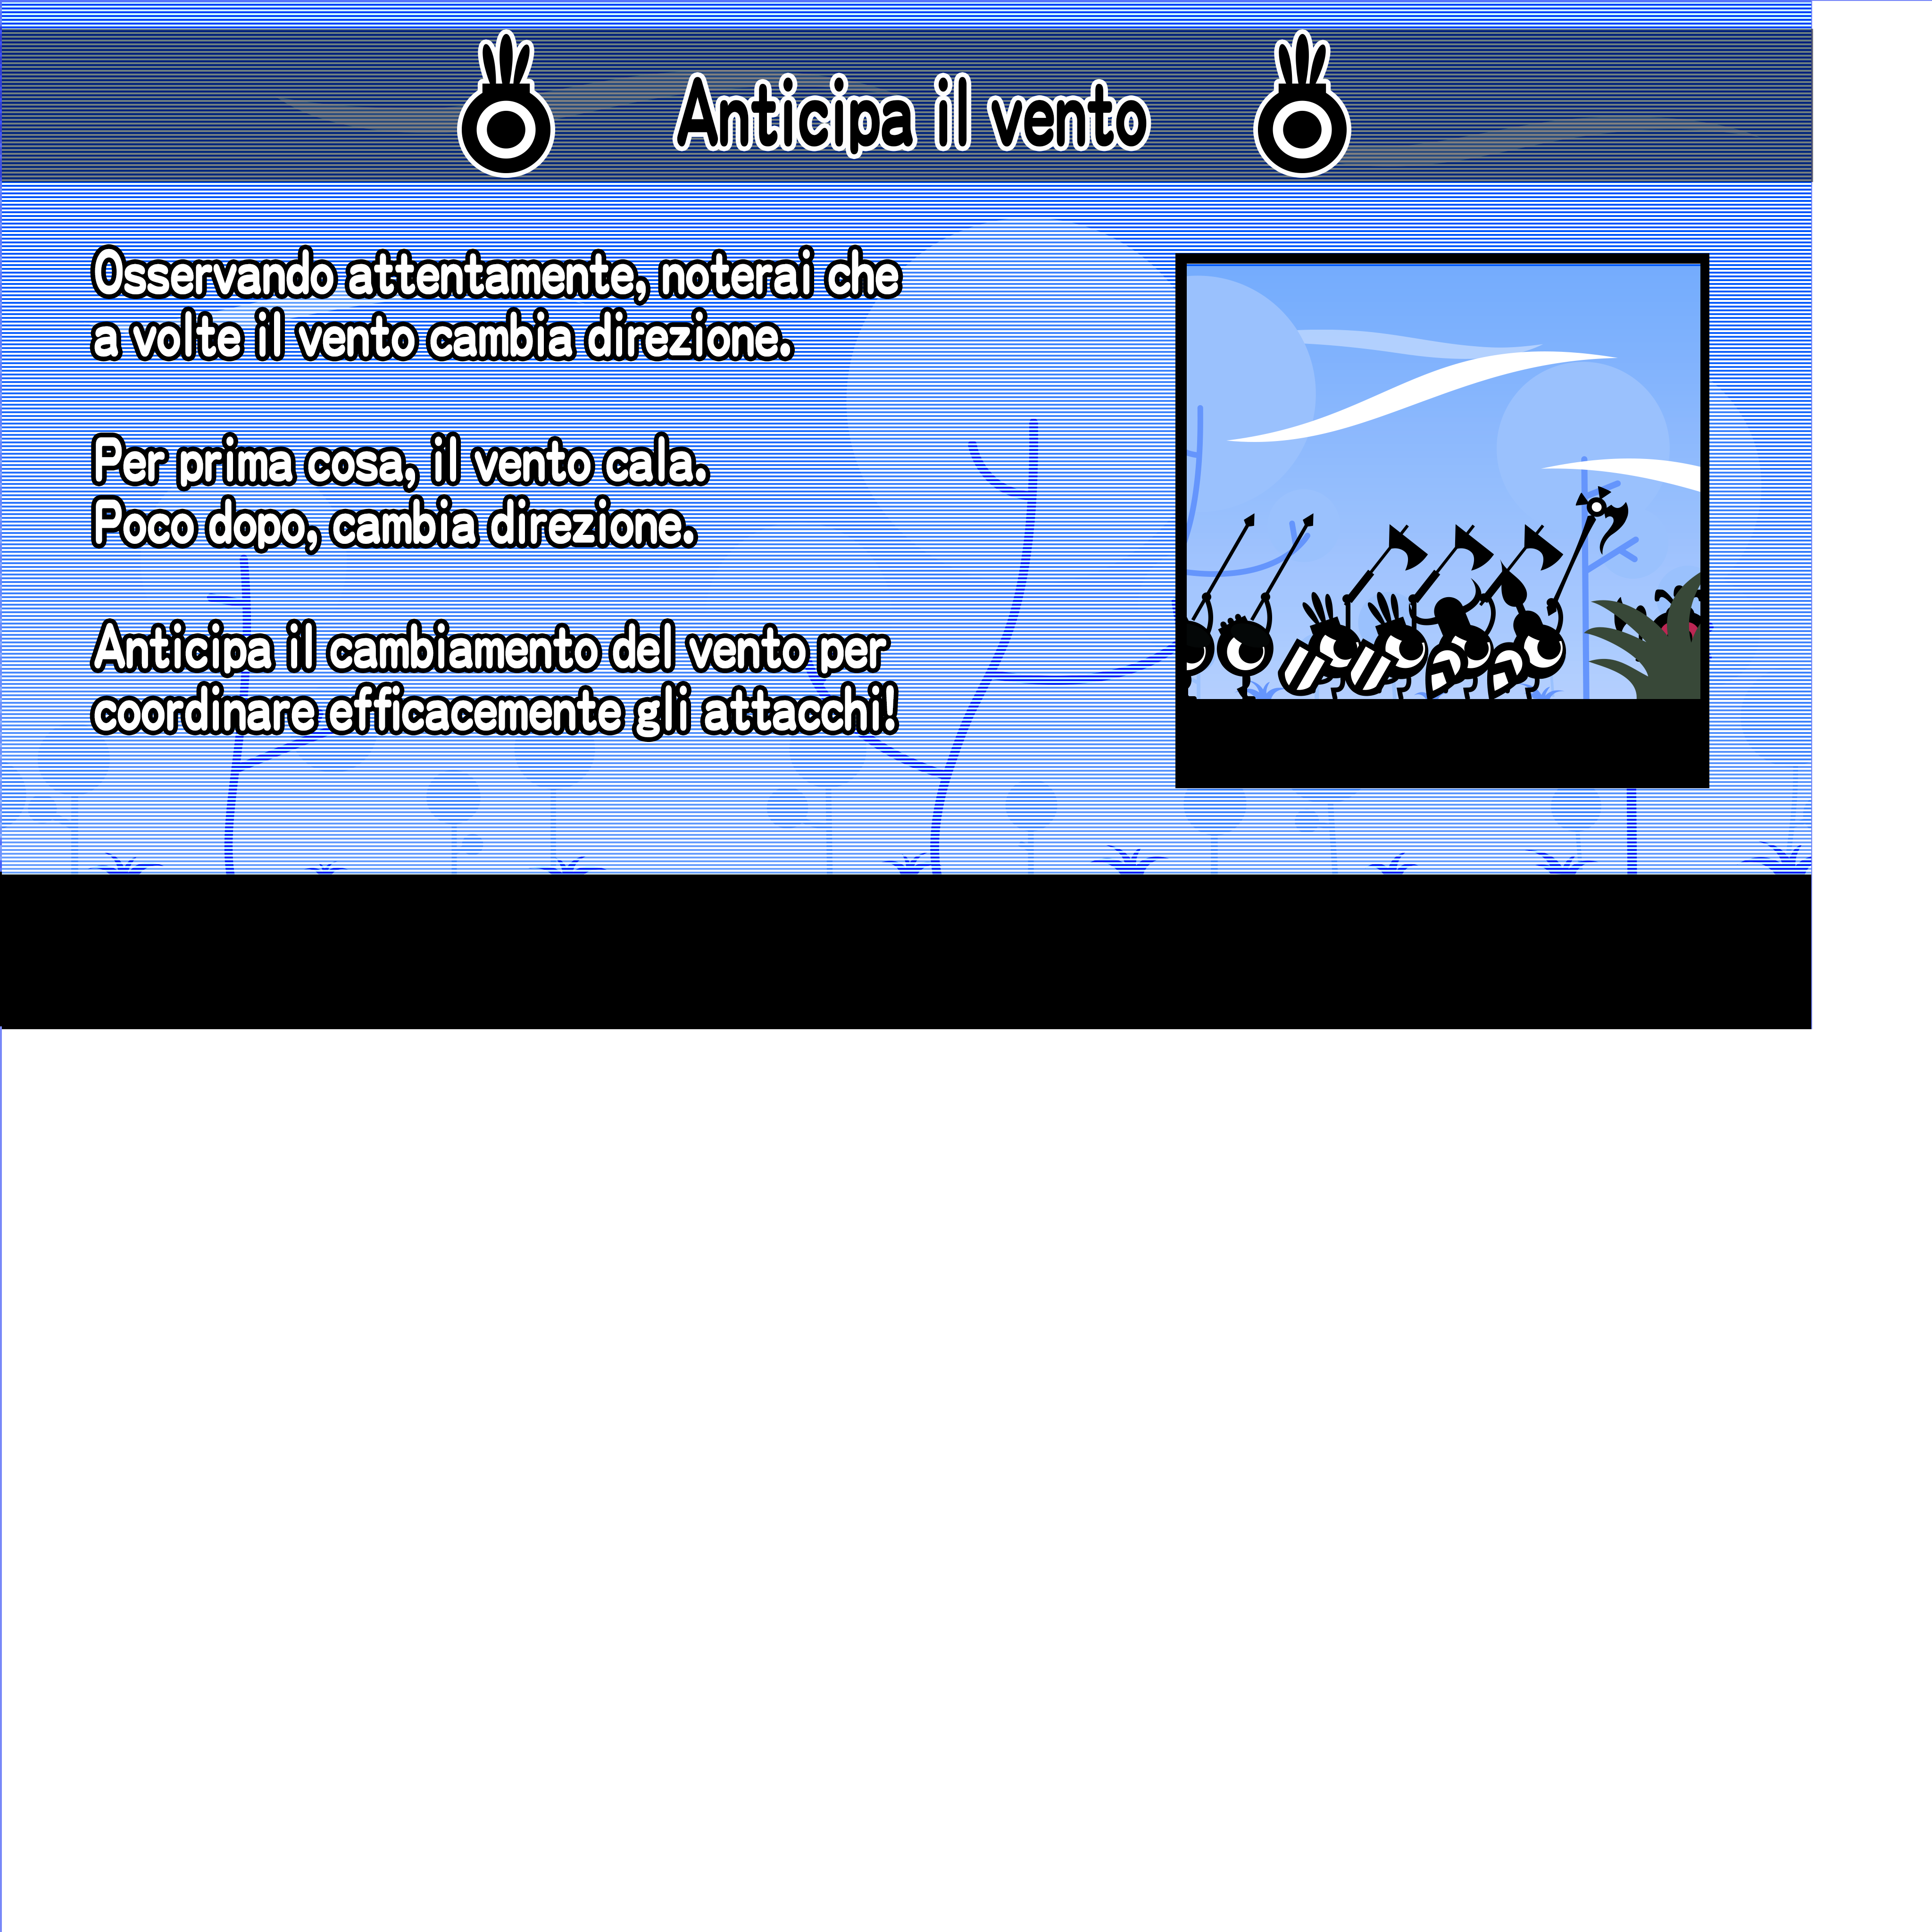 Anticipa il vento
Osservando attentamente, noterai che
a volte il vento cambia direzione.
Per prima cosa, il vento cala.
Poco dopo, cambia direzione.
Anticipa il cambiamento del vento per
coordinare efficacemente gli attacchi!